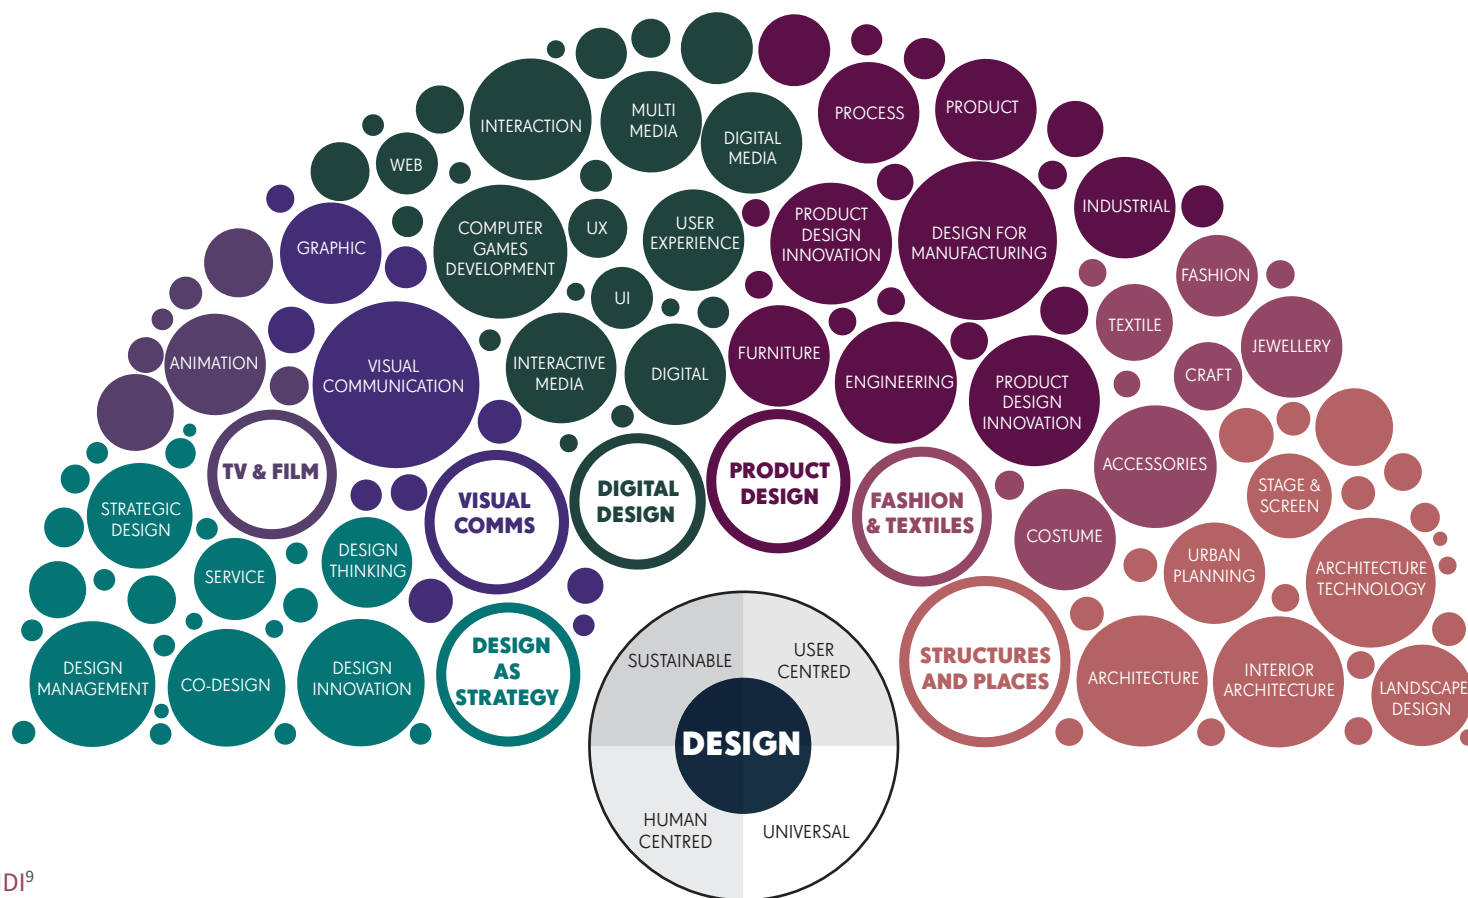 INTERACTION
MULTI
MEDIA
DIGITAL
MEDIA
PROCESS
PRODUCT
WEB
GRAPHIC
COMPUTER
GAMES
DEVELOPMENT
UX
USER
EXPERIENCE
PRODUCT
DESIGN
INNOVATION
DESIGN FOR
MANUFACTURING
INDUSTRIAL
FASHION
UI
TEXTILE
ANIMATION
VISUAL
COMMUNICATION
INTERACTIVE
MEDIA
DIGITAL
FURNITURE
ENGINEERING
PRODUCT
DESIGN
INNOVATION
CRAFT
JEWELLERY
TV & FILM
VISUAL
COMMS
DIGITAL
DESIGN
PRODUCT
DESIGN
FASHION
& TEXTILES
ACCESSORIES
STAGE &
SCREEN
STRATEGIC
DESIGN
SERVICE
DESIGN
THINKING
COSTUME
URBAN
PLANNING
ARCHITECTURE
TECHNOLOGY
DESIGN
MANAGEMENT
CO-DESIGN
DESIGN
INNOVATION
DESIGN
AS
STRATEGY
STRUCTURES
AND PLACES
ARCHITECTURE
INTERIOR
ARCHITECTURE
LANDSCAPE
DESIGN
SUSTAINABLE
USER
CENTRED
DESIGN
HUMAN
CENTRED
UNIVERSAL